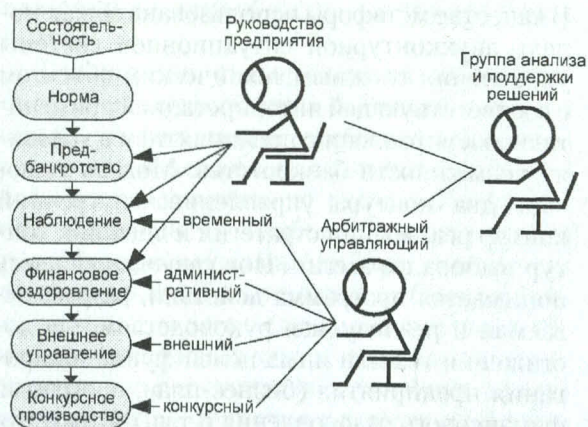 Состоятель-
ность
Норма
Пред-
банкротство
Наблюдение
Финансовое
оздоровление
Внешнее
управление
Конкурсное
производство
Руководство
предприятия
Группа анализа
и поддержки
решений
Арбитражный
управляющий
временный
админист-
ративный
внешний
конкурсный